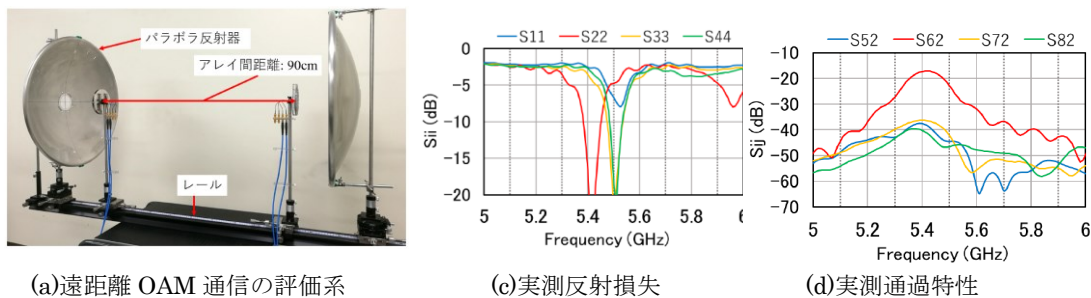 パラボラ反射器
アレイ間距離: 90cm
レール
(a)遠距離 OAM 通信の評価系
S11 S22 S33 S44
0
-5
-10
-15
-20
Sii (dB)
5 5.2 5.4 5.6 5.8 6
Frequency (GHz)
(c)実測反射損失
S52 S62 S72 S82
-10
-20
-30
-40
-50
-60
-70
Sij (dB)
5 5.2 5.4 5.6 5.8 6
Frequency (GHz)
(d)実測通過特性